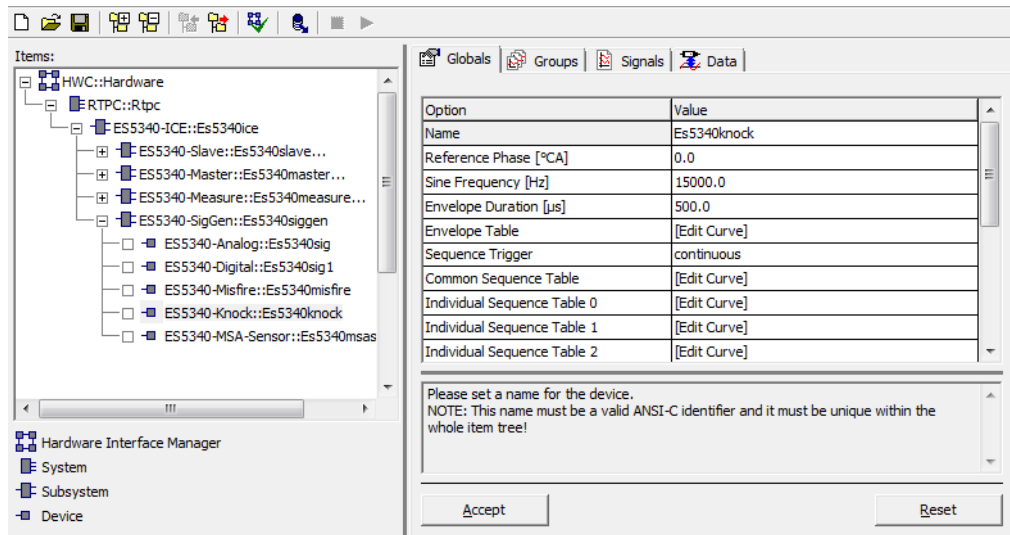 Items:
HWC::Hardware
RTPC::Rtpc
ES5340-ICE::Es5340ice
ES5340-Slave::Es5340slave...
ES5340-Master::Es5340master...
ES5340-Measure::Es5340measure...
ES5340-SigGen::Es5340siggen
ES5340-Analog::Es5340sig
ES5340-Digital::Es5340sig1
ES5340-Misfire::Es5340misfire
ES5340-Knock::Es5340knock
ES5340-MSA-Sensor::Es5340msas
Hardware Interface Manager
System
Subsystem
Device
Globals Groups Signals Data
Option Value
Name Es5340knock
Reference Phase [°CA] 0.0
Sine Frequency [Hz] 15000.0
Envelope Duration [µs] 500.0
Envelope Table [Edit Curve]
Sequence Trigger continuous
Common Sequence Table [Edit Curve]
Individual Sequence Table 0 [Edit Curve]
Individual Sequence Table 1 [Edit Curve]
Individual Sequence Table 2 [Edit Curve]
Please set a name for the device.
NOTE: This name must be a valid ANSI-C identifier and it must be unique within the
whole item tree!
Accept Reset